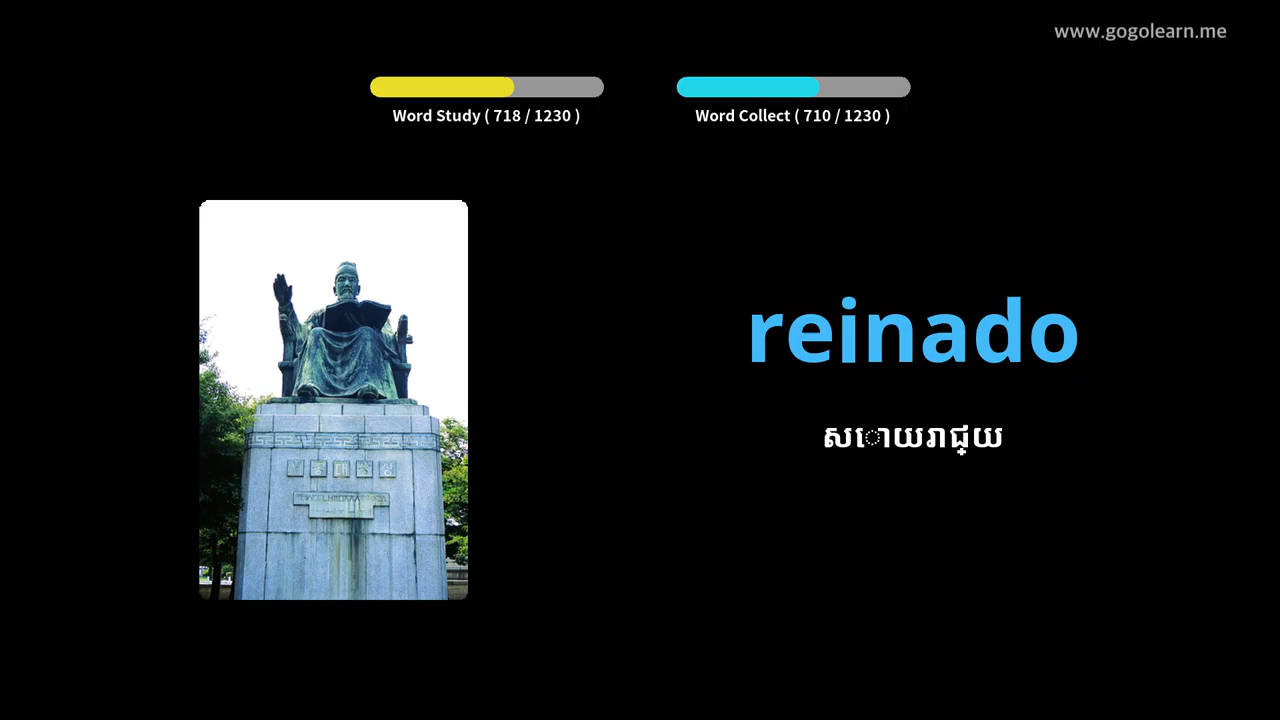 www.gogolearn.me
Word Study ( 718 / 1230 )
Word Collect ( 710 / 1230 )
reinado
សោយរាជ្យ